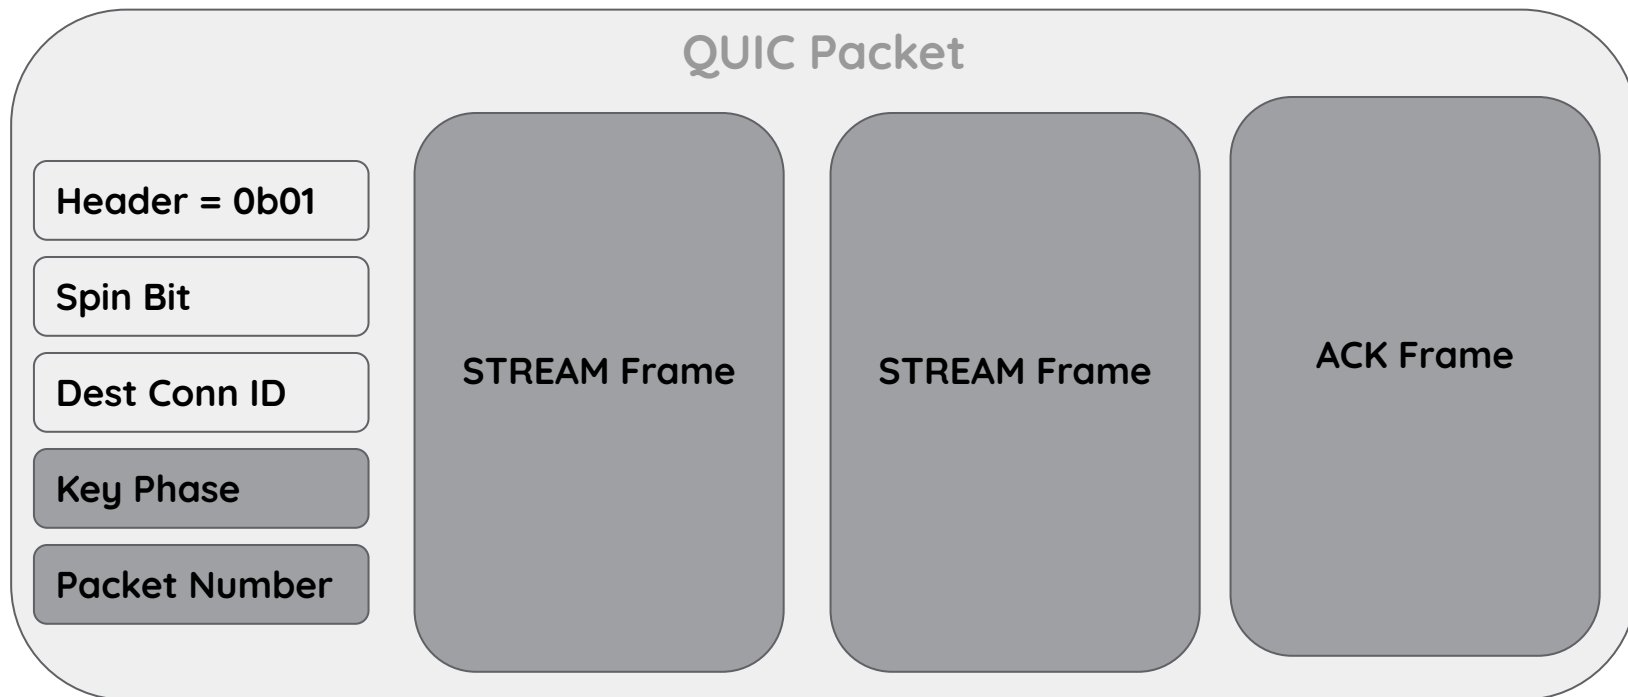 QUIC Packet
Header = 0b01
Spin Bit
Dest Conn ID
Key Phase
Packet Number
STREAM Frame
STREAM Frame
ACK Frame